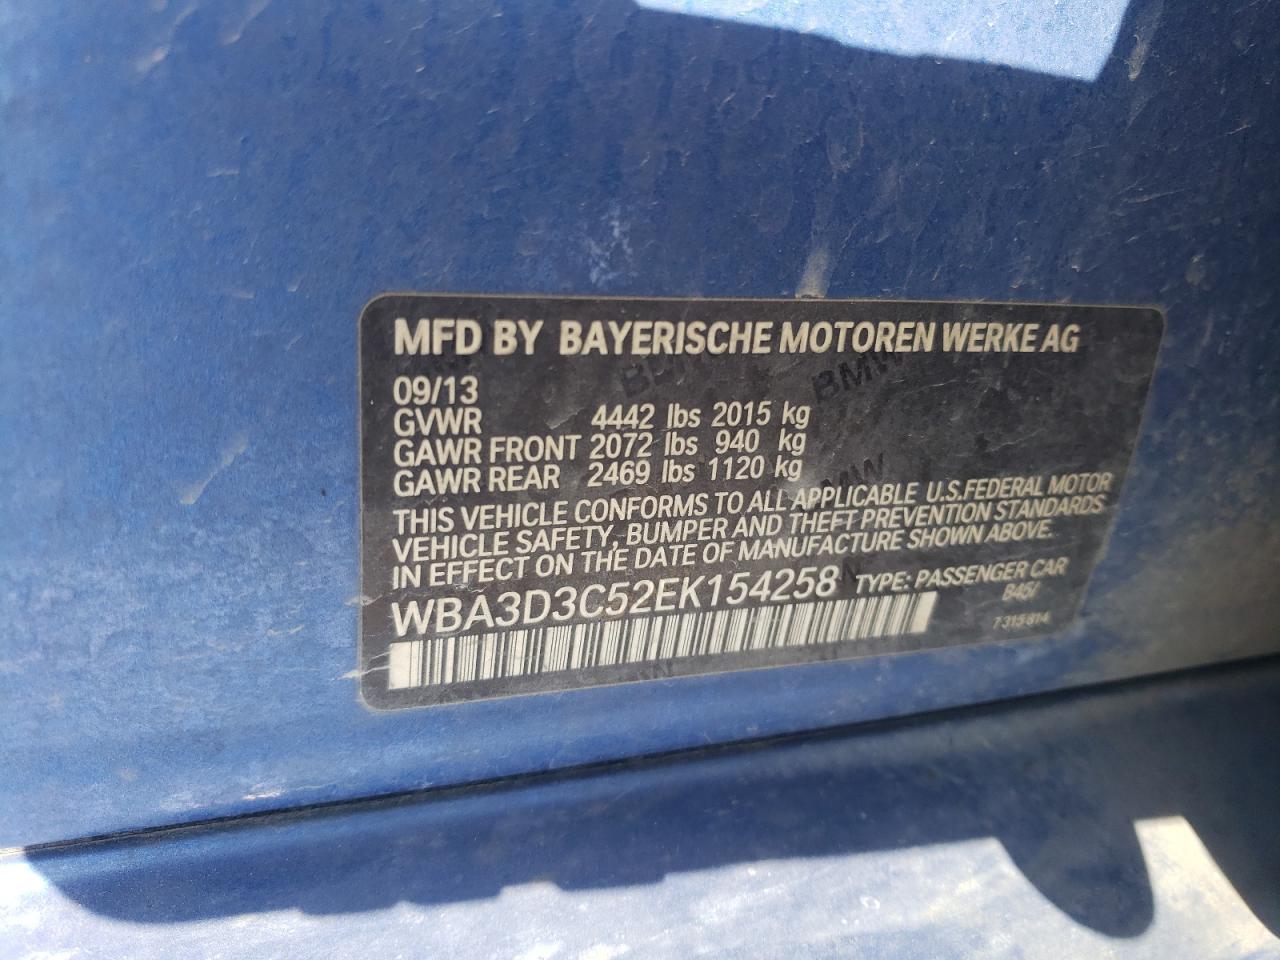 MFD BY BAYERISCHE MOTOREN WERKE AG
09/13
GVWR 4442 lbs 2015 kg
GAWR FRONT 2072 lbs 940 kg
GAWR REAR 2469 lbs 1120 kg
THIS VEHICLE CONFORMS TO ALL APPLICABLE U.S.FEDERAL MOTOR
VEHICLE SAFETY, BUMPER AND THEFT PREVENTION STANDARDS
IN EFFECT ON THE DATE OF MANUFACTURE SHOWN ABOVE.
WBA3D3C52EK154258 TYPE: PASSENGER CAR
B45/
7315814